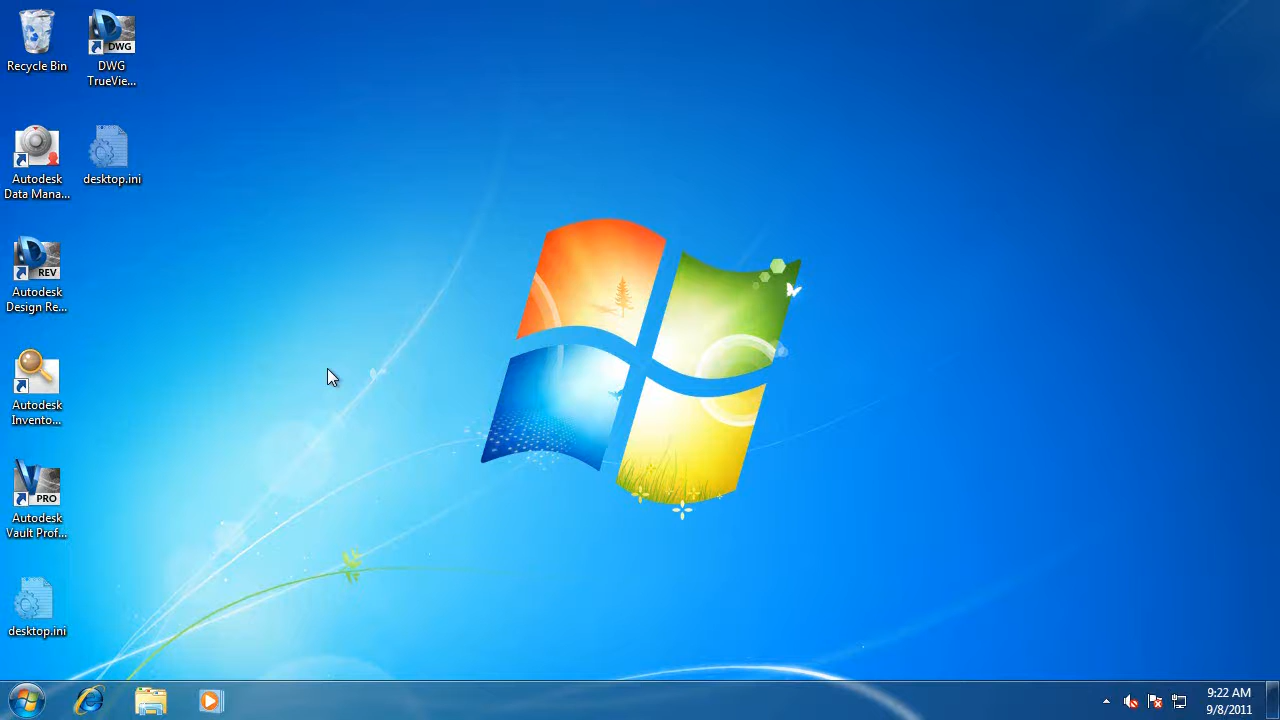 Recycle Bin
DWG
DWG
TrueVie...
Autodesk
Data Mana...
desktop.ini
REV
Autodesk
Design Re...
Autodesk
Invento...
PRO
Autodesk
Vault Prof...
desktop.ini
9:22 AM
9/8/2011